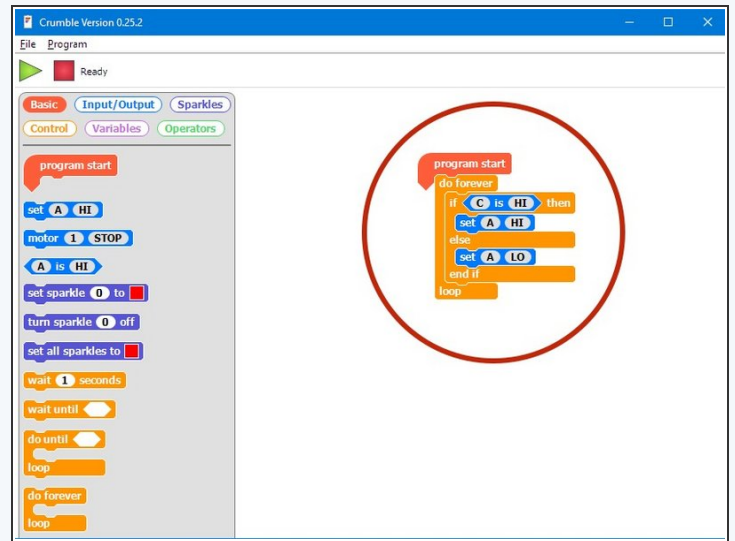 Crumble Version 0.25.2
File Program
Ready
Basic Input/Output Sparkles
Control Variables Operators
program start
set A HI
motor 1 STOP
A is HI
set sparkle 0 to
turn sparkle 0 off
set all sparkles to
wait 1 seconds
wait until
do until
loop
do forever
loop
program start
do forever
if C is HI then
set A HI
else
set A LO
end if
loop